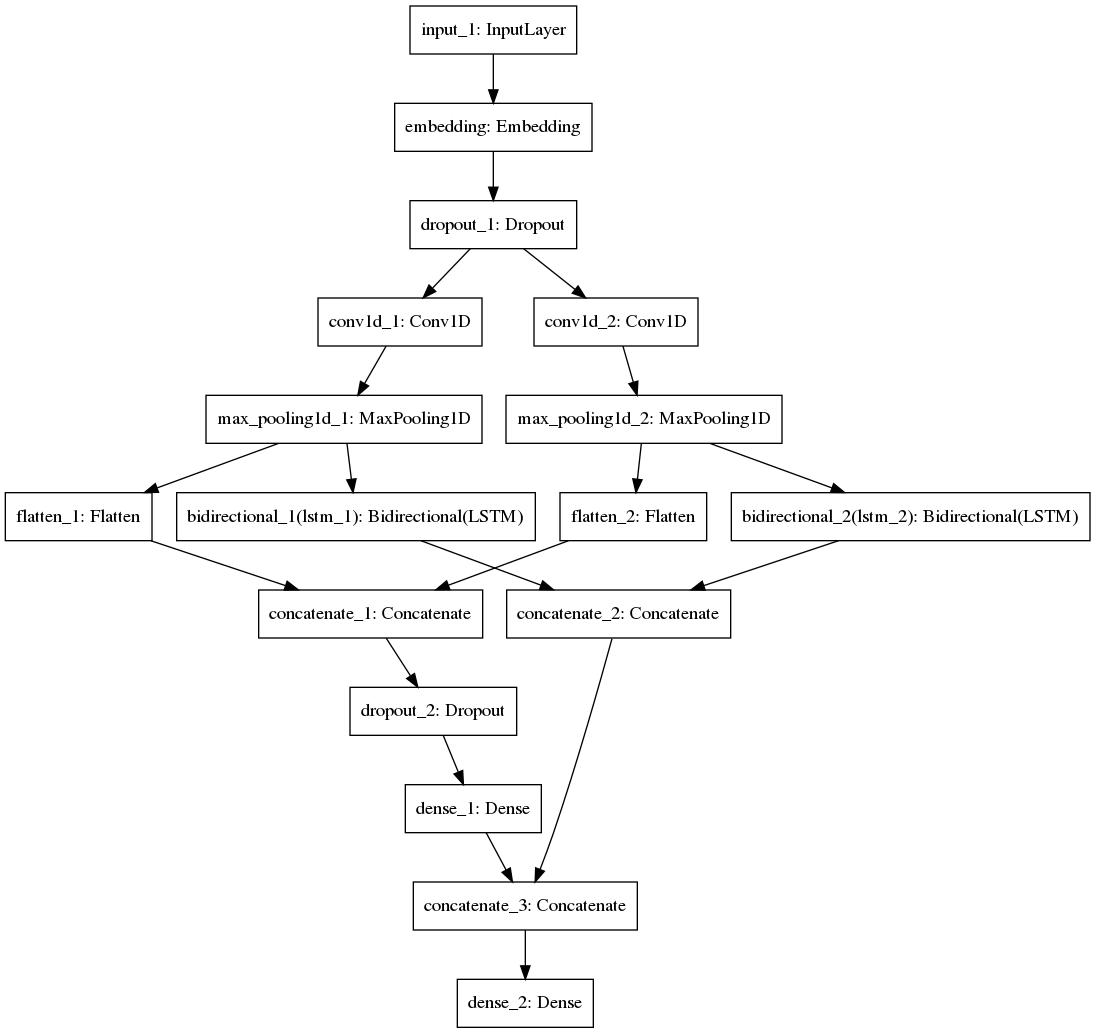 input_1: InputLayer
embedding: Embedding
dropout_1: Dropout
conv1d_1: Conv1D
conv1d_2: Conv1D
max_pooling1d_1: MaxPooling1D
max_pooling1d_2: MaxPooling1D
flatten_1: Flatten
bidirectional_1(lstm_1): Bidirectional(LSTM)
flatten_2: Flatten
bidirectional_2(lstm_2): Bidirectional(LSTM)
concatenate_1: Concatenate
concatenate_2: Concatenate
dropout_2: Dropout
dense_1: Dense
concatenate_3: Concatenate
dense_2: Dense